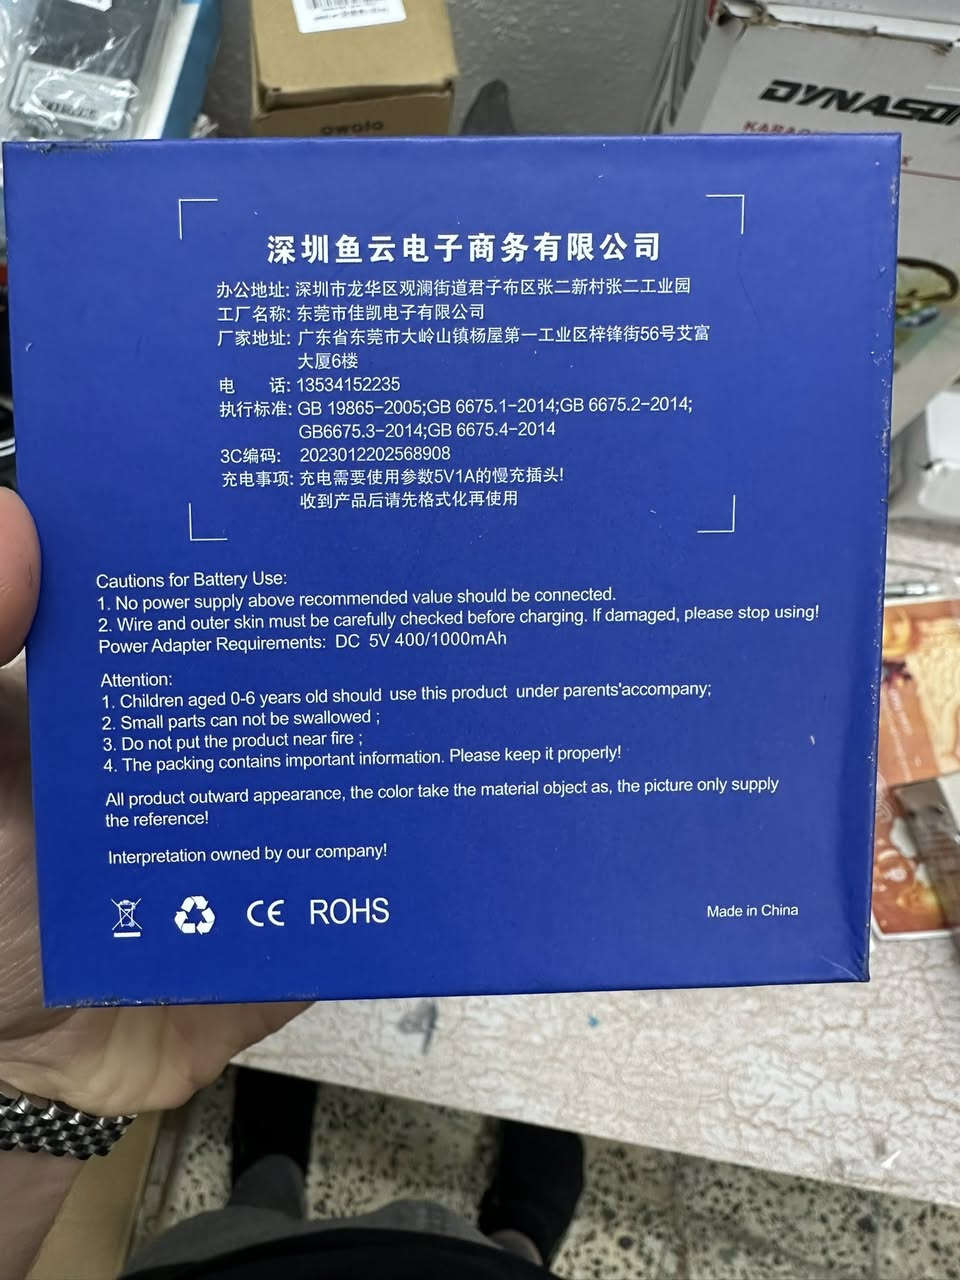 owoto
DYNASO
KARAO
深圳鱼云电子商务有限公司
办公地址: 深圳市龙华区观澜街道君子布区张二新村张二工业园
工厂名称: 东莞市佳凯电子有限公司
厂家地址: 广东省东莞市大岭山镇杨屋第一工业区梓锋街56号艾富
大厦6楼
电 话: 13534152235
执行标准: GB 19865-2005;GB 6675.1-2014;GB 6675.2-2014;
GB6675.3-2014;GB 6675.4-2014
3C编码: 2023012202568908
充电事项: 充电需要使用参数5V1A的慢充插头!
收到产品后请先格式化再使用
Cautions for Battery Use:
1. No power supply above recommended value should be connected.
2. Wire and outer skin must be carefully checked before charging. If damaged, please stop using!
Power Adapter Requirements: DC 5V 400/1000mAh
Attention:
1. Children aged 0-6 years old should use this product under parents'accompany;
2. Small parts can not be swallowed ;
3. Do not put the product near fire ;
4. The packing contains important information. Please keep it properly!
All product outward appearance, the color take the material object as, the picture only supply
the reference!
Interpretation owned by our company!
CE ROHS
Made in China